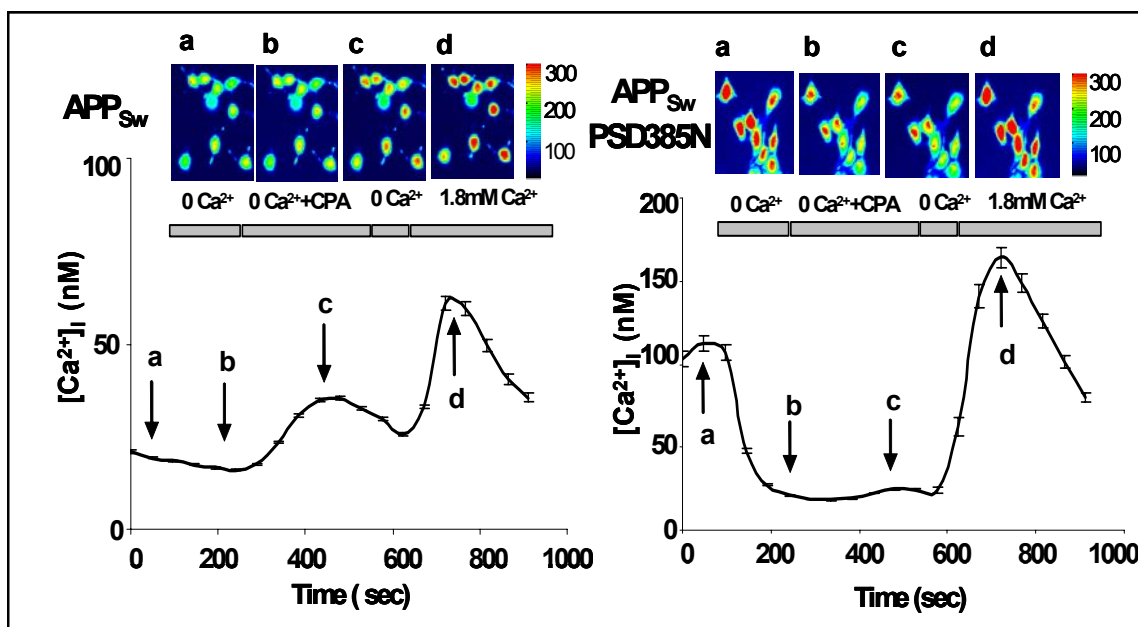 a b c d
APPSw
300
200
100
0 Ca²⁺ 0 Ca²⁺+CPA 0 Ca²⁺ 1.8mM Ca²⁺
100
50
0
[Ca²⁺]I (nM)
a b c d
0 200 400 600 800 1000
Time ( sec)
a b c d
APPSw
PSD385N
300
200
100
0 Ca²⁺ 0 Ca²⁺+CPA 0 Ca²⁺ 1.8mM Ca²⁺
200
150
100
50
0
[Ca²⁺]I (nM)
a b c d
0 200 400 600 800 1000
Time (sec)